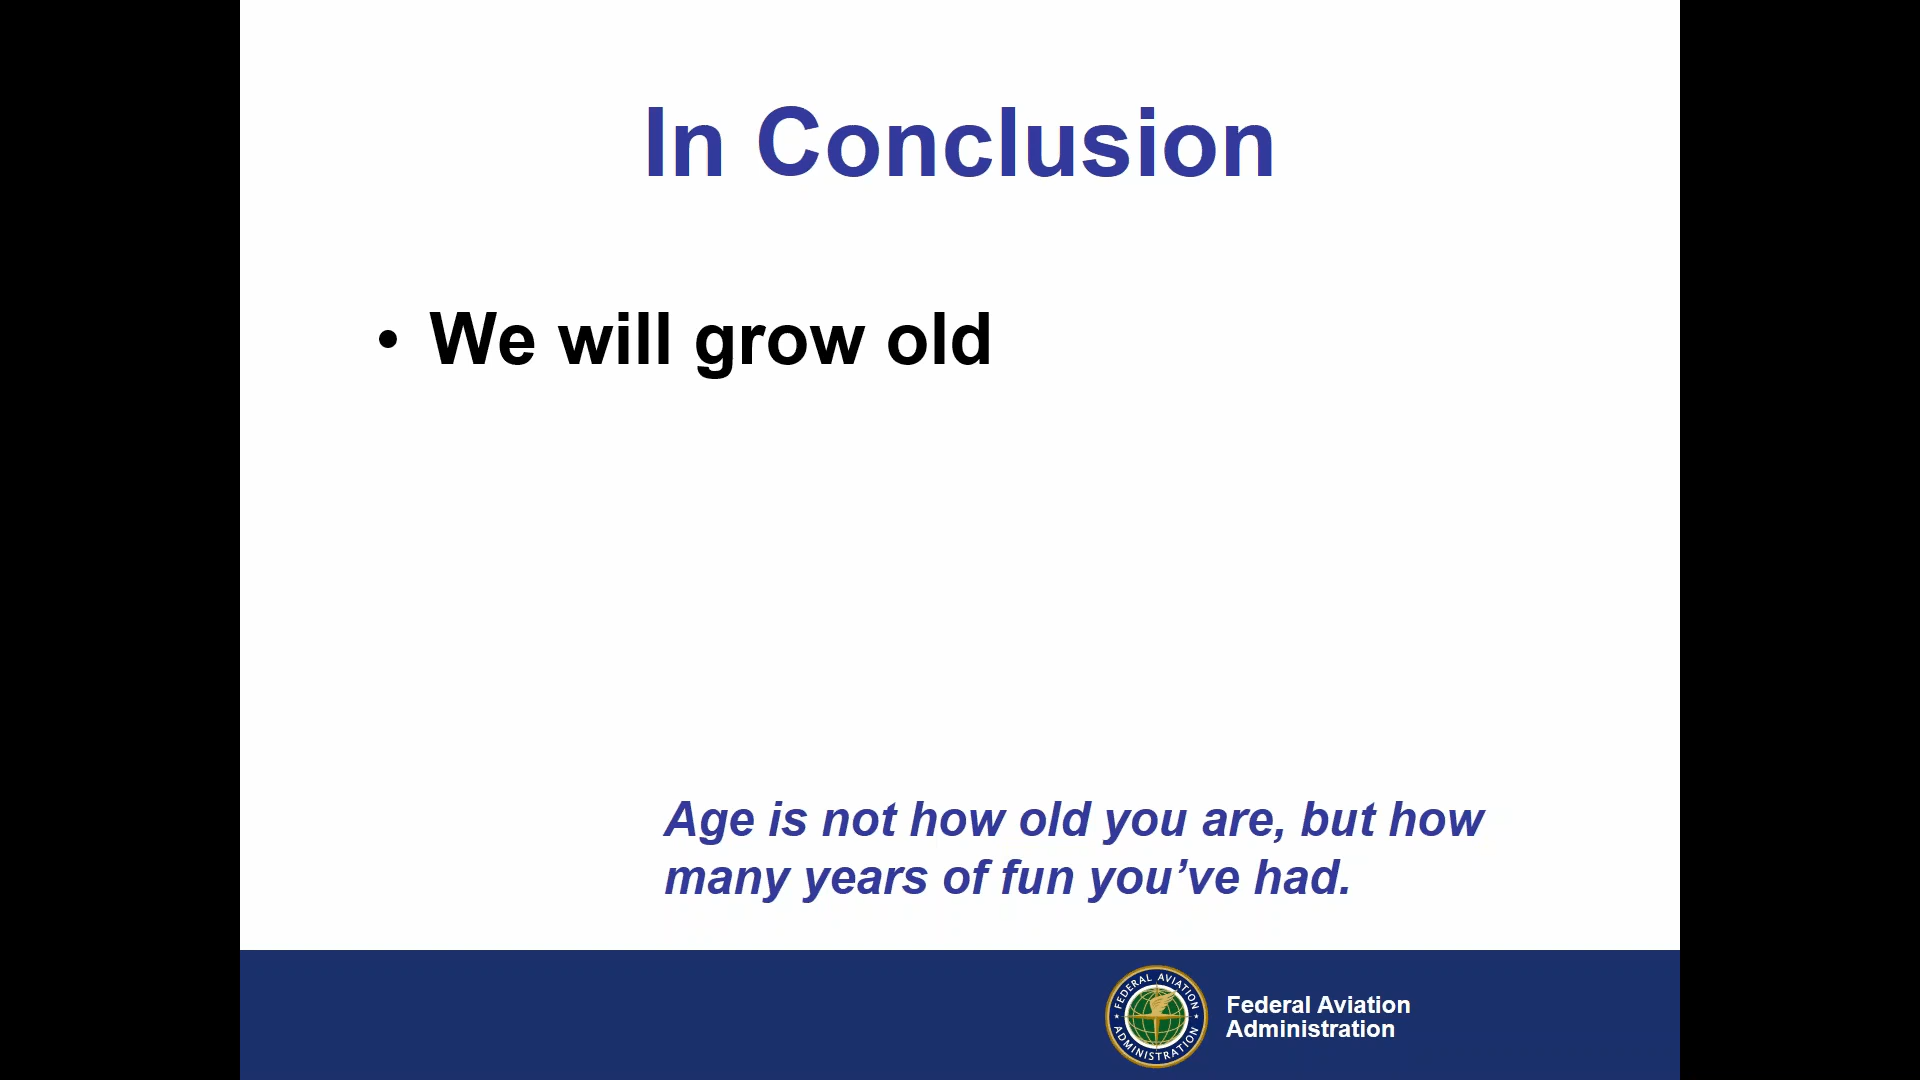 In Conclusion
• We will grow old
Age is not how old you are, but how
many years of fun you’ve had.
FEDERAL AVIATION
ADMINISTRATION
Federal Aviation
Administration